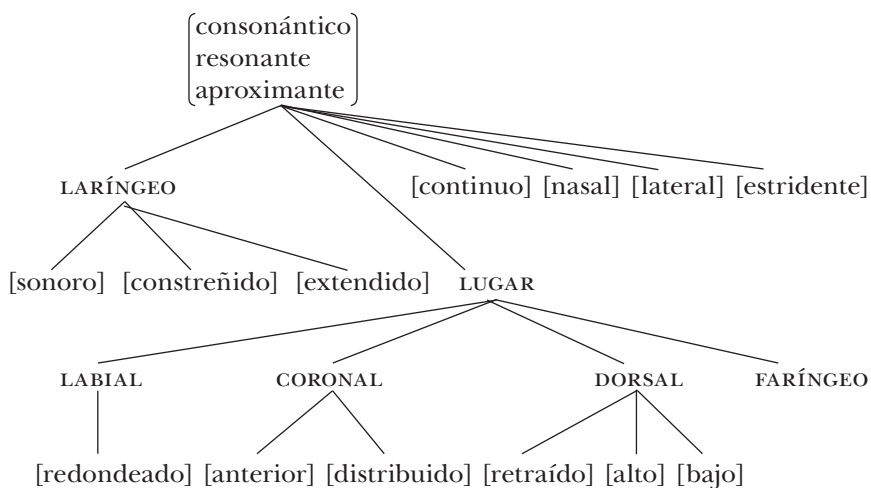 consonántico
resonante
aproximante
LARÍNGEO
[continuo] [nasal] [lateral] [estridente]
[sonoro] [constreñido] [extendido] LUGAR
LABIAL CORONAL DORSAL FARÍNGEO
[redondeado] [anterior] [distribuido] [retraído] [alto] [bajo]